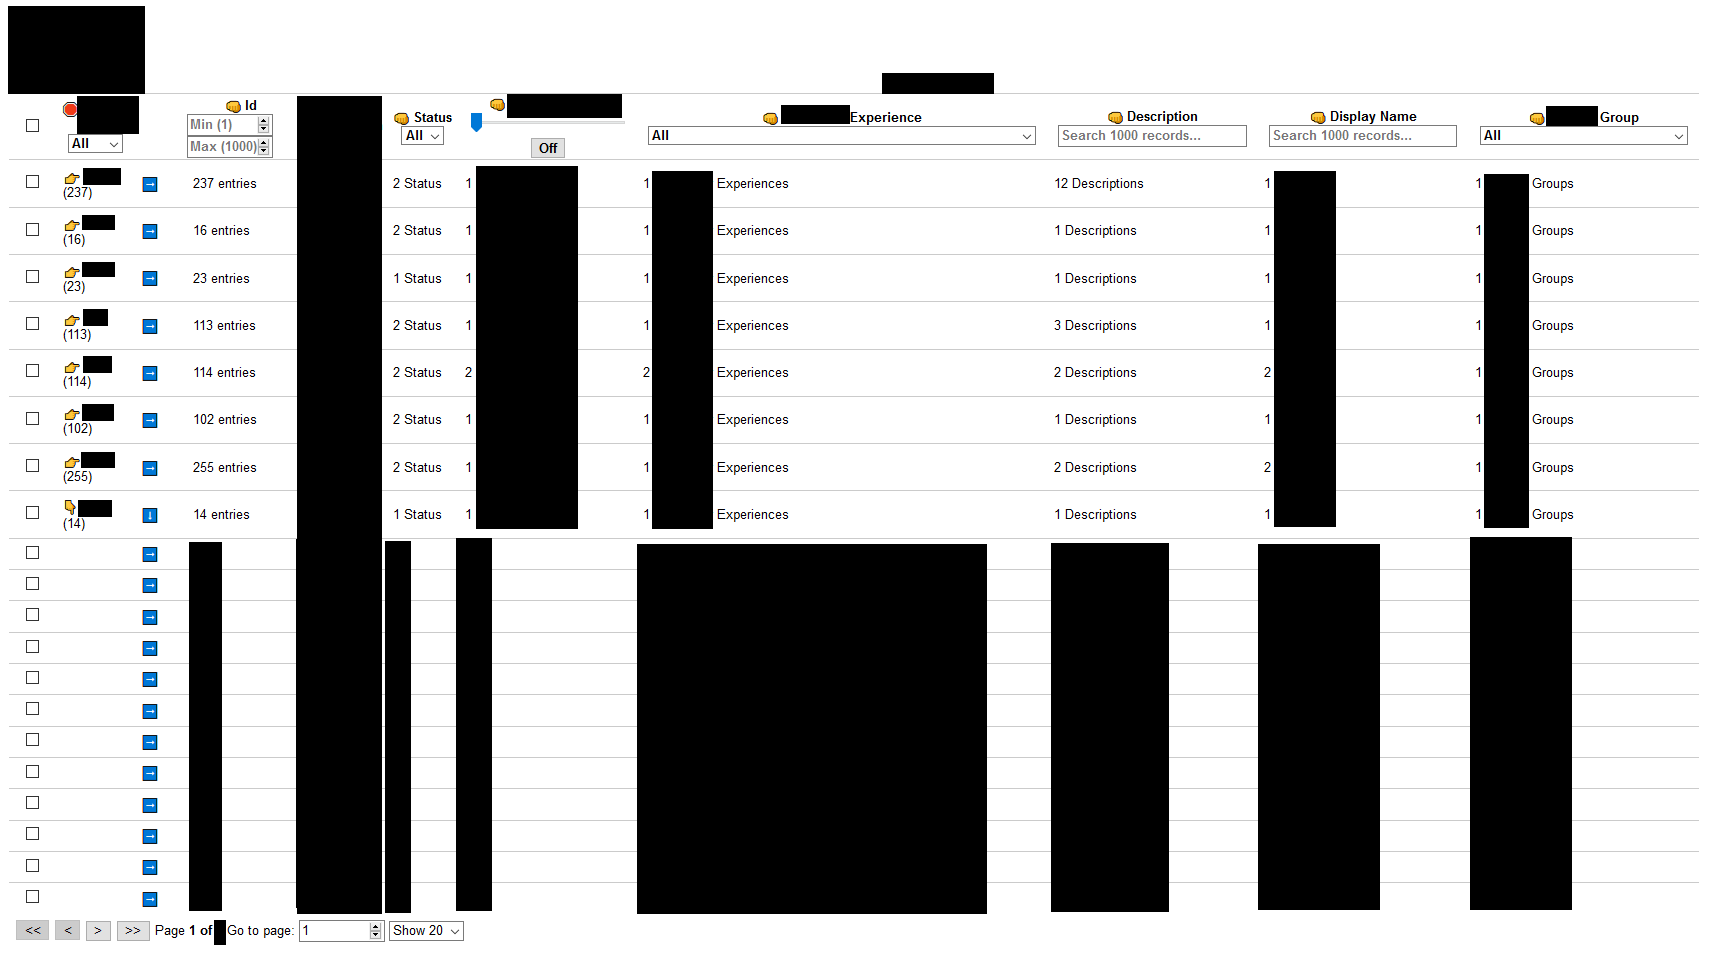 Id
Status
Experience
Description
Display Name
Group
All
Min (1)
Max (1000)
All
Off
All
Search 1000 records...
Search 1000 records...
All
(237) 237 entries 2 Status 1 1 Experiences 12 Descriptions 1 1 Groups
(16) 16 entries 2 Status 1 1 Experiences 1 Descriptions 1 1 Groups
(23) 23 entries 1 Status 1 1 Experiences 1 Descriptions 1 1 Groups
(113) 113 entries 2 Status 1 1 Experiences 3 Descriptions 1 1 Groups
(114) 114 entries 2 Status 2 2 Experiences 2 Descriptions 2 1 Groups
(102) 102 entries 2 Status 1 1 Experiences 1 Descriptions 1 1 Groups
(255) 255 entries 2 Status 1 1 Experiences 2 Descriptions 2 1 Groups
(14) 14 entries 1 Status 1 1 Experiences 1 Descriptions 1 1 Groups
<< < > >> Page 1 of Go to page: 1 Show 20